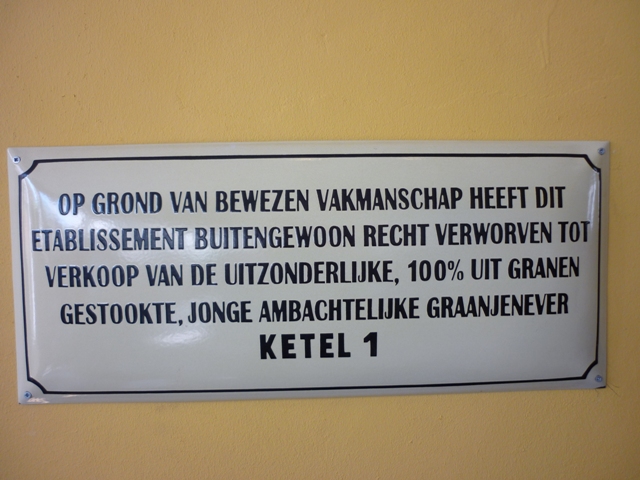 OP GROND VAN BEWEZEN VAKMANSCHAP HEEFT DIT
ETABLISSEMENT BUITENGEWOON RECHT VERWORVEN TOT
VERKOOP VAN DE UITZONDERLIJKE, 100% UIT GRANEN
GESTOOKTE, JONGE AMBACHTELIJKE GRAANJENEVER
KETEL 1